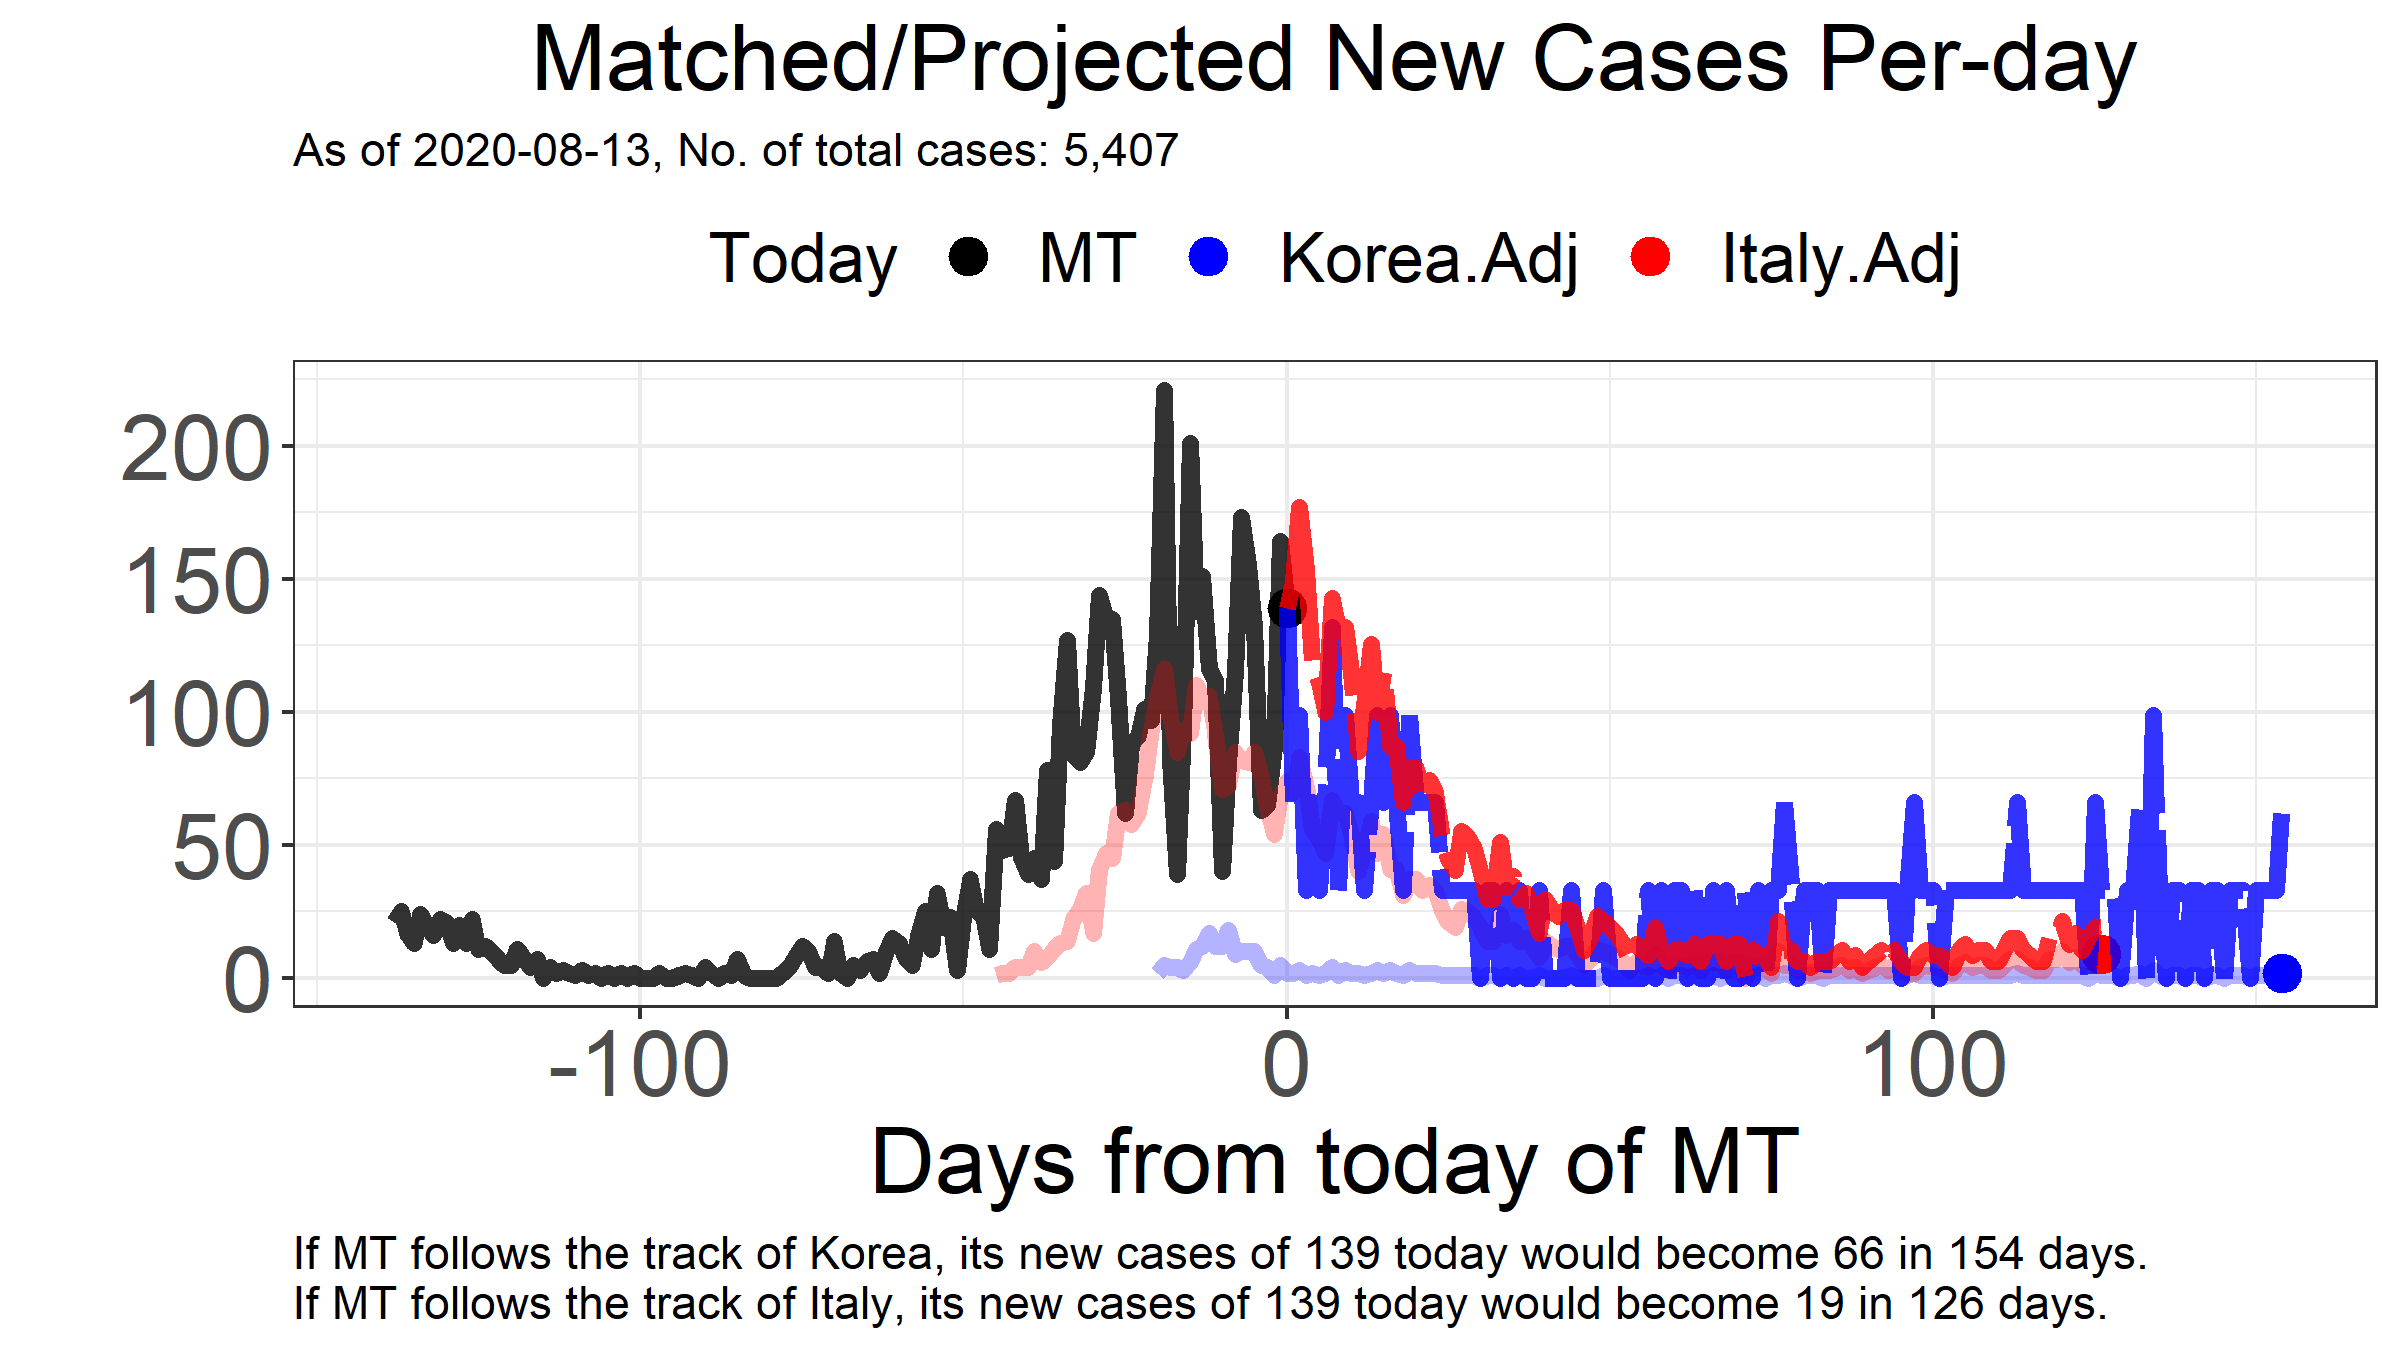 Matched/Projected New Cases Per-day
As of 2020-08-13, No. of total cases: 5,407
Today MT Korea.Adj Italy.Adj
200
150
100
50
0
-100 0 100
Days from today of MT
If MT follows the track of Korea, its new cases of 139 today would become 66 in 154 days.
If MT follows the track of Italy, its new cases of 139 today would become 19 in 126 days.